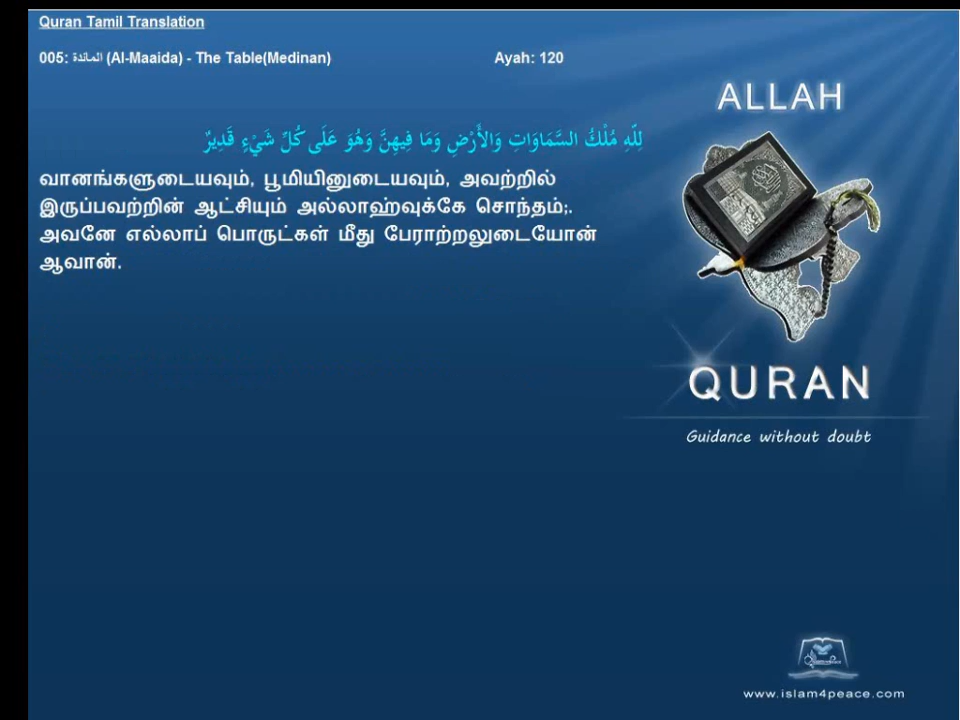 Quran Tamil Translation
005: المائدة (Al-Maaida) - The Table(Medinan) Ayah: 120
لِلَّهِ مُلْكُ السَّمَاوَاتِ وَالأَرْضِ وَمَا فِيهِنَّ وَهُوَ عَلَى كُلِّ شَيْءٍ قَدِيرٌ
வானங்களுடையவும், பூமியினுடையவும், அவற்றில்
இருப்பவற்றின் ஆட்சியும் அல்லாஹ்வுக்கே சொந்தம்;.
அவனே எல்லாப் பொருட்கள் மீது பேராற்றலுடையோன்
ஆவான்.
ALLAH
QURAN
Guidance without doubt
www.islam4peace.com